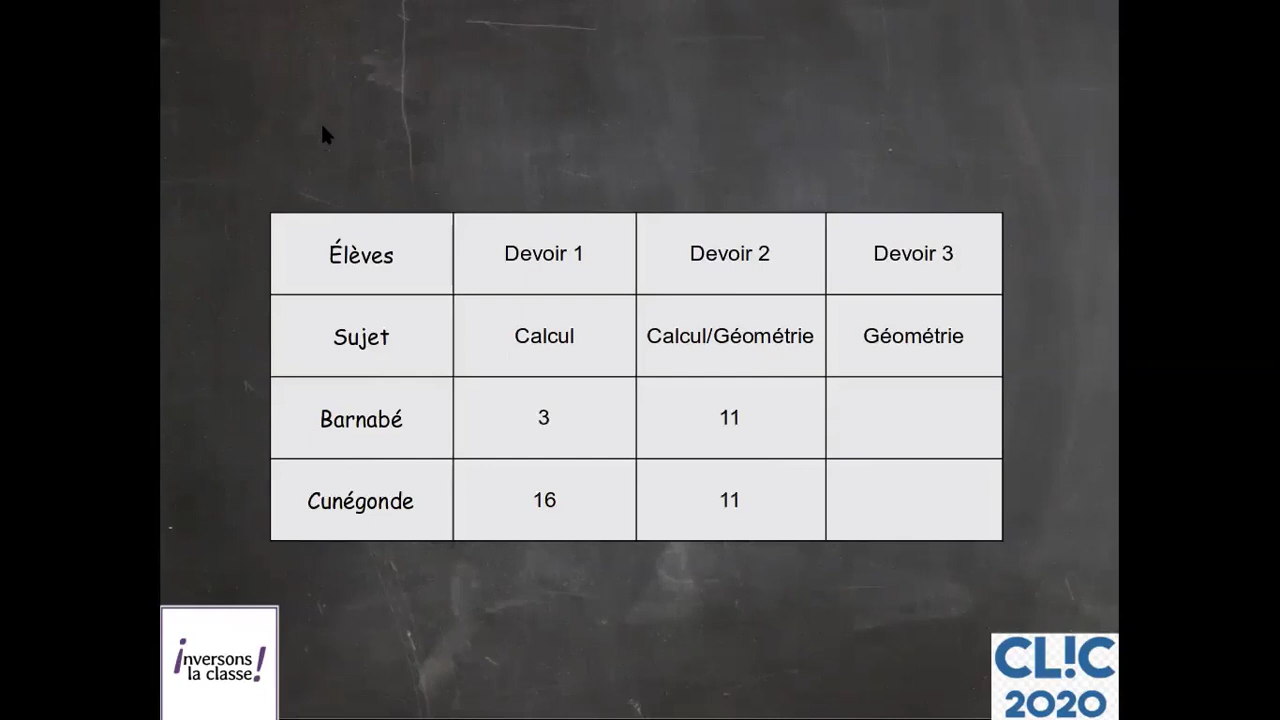 Élèves Devoir 1 Devoir 2 Devoir 3
Sujet Calcul Calcul/Géométrie Géométrie
Barnabé 3 11
Cunégonde 16 11
¡nversons
la classe!
CL!C
2020